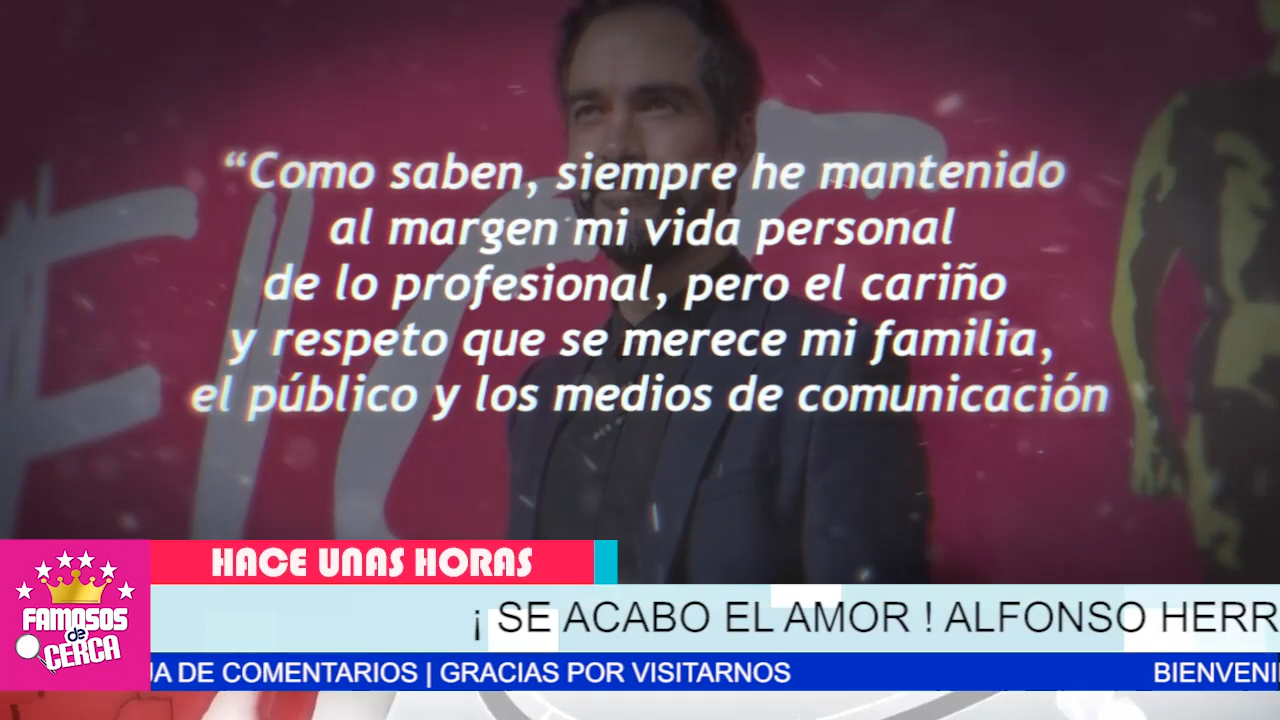 “Como saben, siempre he mantenido
al margen mi vida personal
de lo profesional, pero el cariño
y respeto que se merece mi familia,
el público y los medios de comunicación
HACE UNAS HORAS
FAMOSOS
de
CERCA
¡ SE ACABO EL AMOR ! ALFONSO HERR
JA DE COMENTARIOS | GRACIAS POR VISITARNOS
BIENVENI